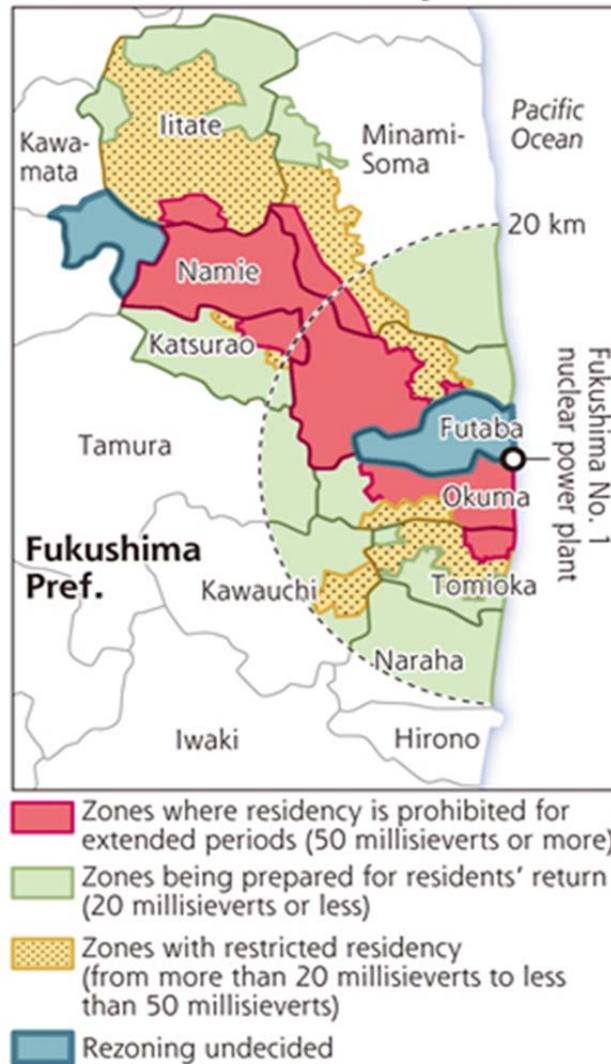 Pacific
Ocean
Iitate
Kawa-
mata
Minami-
Soma
20 km
Namie
Katsurao
Fukushima No. 1
nuclear power plant
Futaba
Tamura
Okuma
Fukushima
Pref.
Kawauchi
Tomioka
Naraha
Iwaki
Hirono
Zones where residency is prohibited for
extended periods (50 millisieverts or more)
Zones being prepared for residents’ return
(20 millisieverts or less)
Zones with restricted residency
(from more than 20 millisieverts to less
than 50 millisieverts)
Rezoning undecided